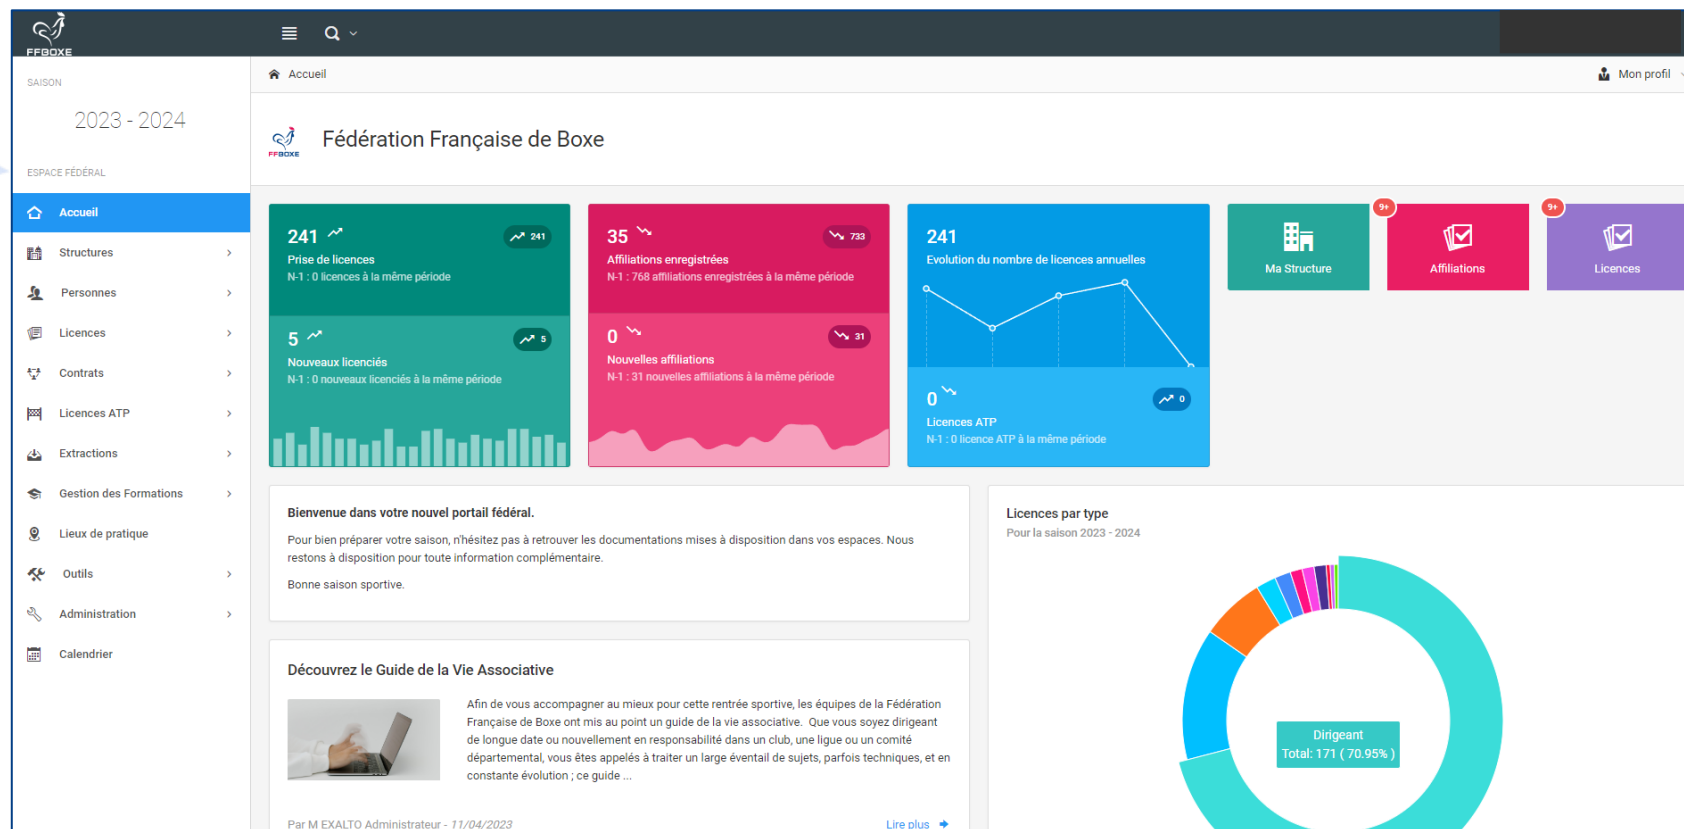 FFBOXE
SAISON
2023 - 2024
ESPACE FÉDÉRAL
Accueil
Structures
Personnes
Licences
Contrats
Licences ATP
Extractions
Gestion des Formations
Lieux de pratique
Outils
Administration
Calendrier
Accueil
Mon profil
FFBOXE
Fédération Française de Boxe
241
241
Prise de licences
N-1 : 0 licences à la même période
5
5
Nouveaux licenciés
N-1 : 0 nouveaux licenciés à la même période
35
733
Affiliations enregistrées
N-1 : 768 affiliations enregistrées à la même période
0
31
Nouvelles affiliations
N-1 : 31 nouvelles affiliations à la même période
241
Evolution du nombre de licences annuelles
0
0
Licences ATP
N-1 : 0 licence ATP à la même période
Ma Structure
9+
Affiliations
9+
Licences
Bienvenue dans votre nouvel portail fédéral.
Pour bien préparer votre saison, n'hésitez pas à retrouver les documentations mises à disposition dans vos espaces. Nous
restons à disposition pour toute information complémentaire.
Bonne saison sportive.
Découvrez le Guide de la Vie Associative
Afin de vous accompagner au mieux pour cette rentrée sportive, les équipes de la Fédération
Française de Boxe ont mis au point un guide de la vie associative. Que vous soyez dirigeant
de longue date ou nouvellement en responsabilité dans un club, une ligue ou un comité
départemental, vous êtes appelés à traiter un large éventail de sujets, parfois techniques, et en
constante évolution ; ce guide ...
Par M EXALTO Administrateur - 11/04/2023
Lire plus
Licences par type
Pour la saison 2023 - 2024
Dirigeant
Total: 171 ( 70.95% )